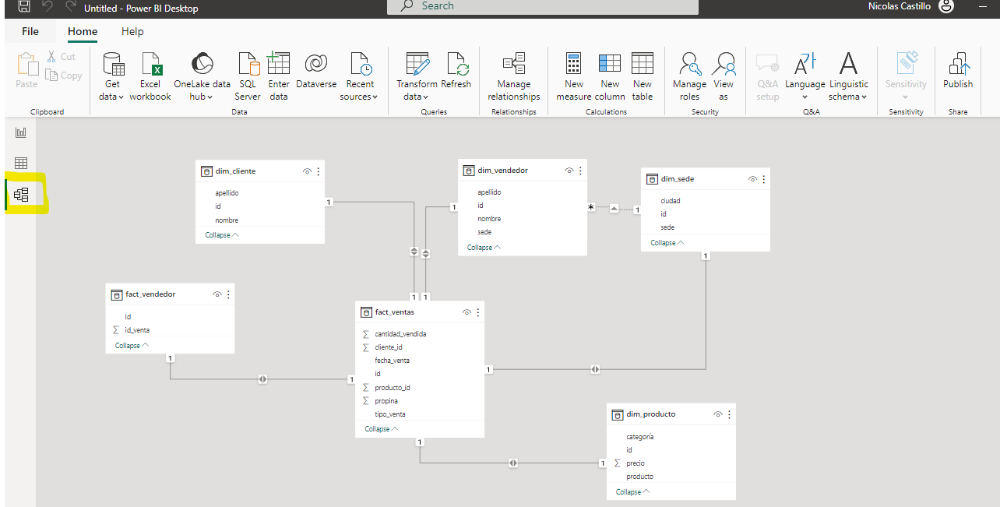 Untitled - Power BI Desktop
Search
Nicolas Castillo
File Home Help
Paste
Cut
Copy
Clipboard
Get data
Excel workbook
OneLake data hub
SQL Server
Enter data
Dataverse
Recent sources
Data
Transform data
Refresh
Queries
Manage relationships
Relationships
New measure
New column
New table
Calculations
Manage roles
View as
Security
Q&A setup
Language
Linguistic schema
Q&A
Sensitivity
Sensitivity
Publish
Share
dim_cliente
apellido
id
nombre
Collapse
1
dim_vendedor
apellido
id
nombre
sede
Collapse
1
*
1
dim_sede
ciudad
id
sede
Collapse
1
fact_vendedor
id
Σ id_venta
Collapse
1
1 1
fact_ventas
Σ cantidad_vendida
Σ cliente_id
fecha_venta
id
Σ producto_id
Σ propina
tipo_venta
Collapse
1
1
1
1
dim_producto
categoría
id
Σ precio
producto
Collapse